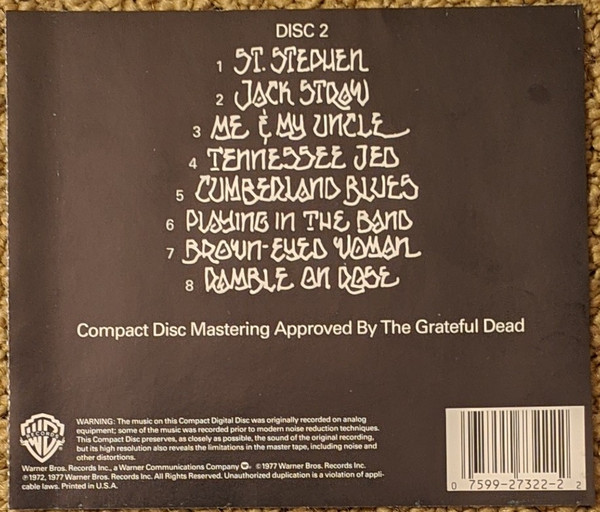 DISC 2
1 ST. STEPHEN
2 JACK STRAW
3 ME & MY UNCLE
4 TENNESSEE JED
5 CUMBERLAND BLUES
6 PLAYING IN THE BAND
7 BROWN-EYED WOMAN
8 RAMBLE ON ROSE
Compact Disc Mastering Approved By The Grateful Dead
WB
RECORDS
WARNING: The music on this Compact Digital Disc was originally recorded on analog
equipment; some of the music was recorded prior to modern noise reduction techniques.
This Compact Disc preserves, as closely as possible, the sound of the original recording,
but its high resolution also reveals the limitations in the master tape, including noise and
other distortions.
Warner Bros. Records Inc., a Warner Communications Company ©1977 Warner Bros. Records Inc.
℗1972, 1977 Warner Bros. Records Inc. All Rights Reserved. Unauthorized duplication is a violation of appli-
cable laws. Printed in U.S.A.
0 7599-27322-2 2